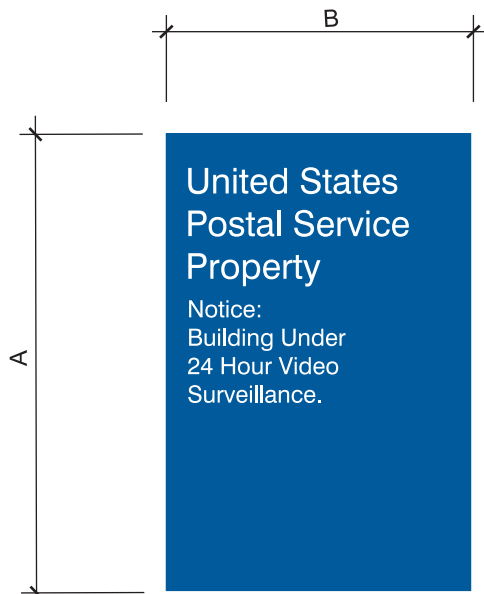 B
United States
Postal Service
Property
Notice:
Building Under
24 Hour Video
Surveillance.
A